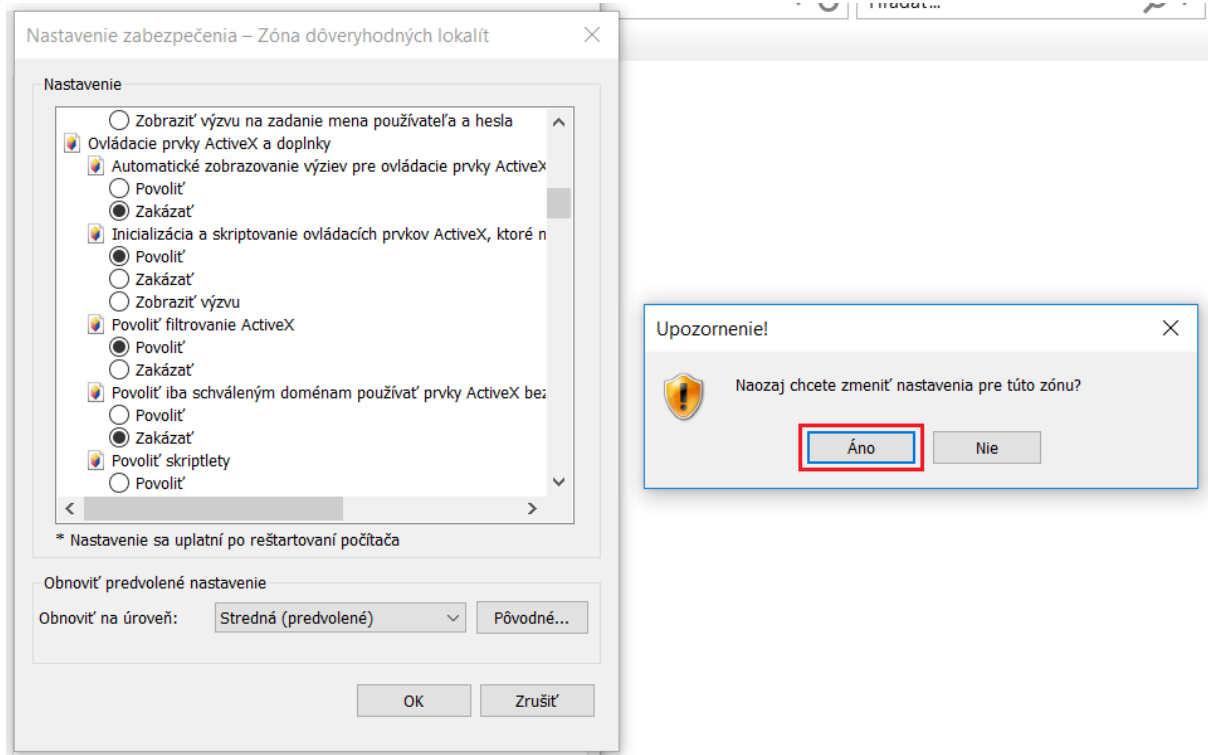 Hľadať...
Nastavenie zabezpečenia – Zóna dôveryhodných lokalít
Nastavenie
Zobraziť výzvu na zadanie mena používateľa a hesla
Ovládacie prvky ActiveX a doplnky
Automatické zobrazovanie výziev pre ovládacie prvky ActiveX
Povoliť
Zakázať
Inicializácia a skriptovanie ovládacích prvkov ActiveX, ktoré n
Povoliť
Zakázať
Zobraziť výzvu
Povoliť filtrovanie ActiveX
Povoliť
Zakázať
Povoliť iba schváleným doménam používať prvky ActiveX bez
Povoliť
Zakázať
Povoliť skriptlety
Povoliť
* Nastavenie sa uplatní po reštartovaní počítača
Obnoviť predvolené nastavenie
Obnoviť na úroveň:
Stredná (predvolené)
Pôvodné...
OK
Zrušiť
Upozornenie!
Naozaj chcete zmeniť nastavenia pre túto zónu?
Áno
Nie